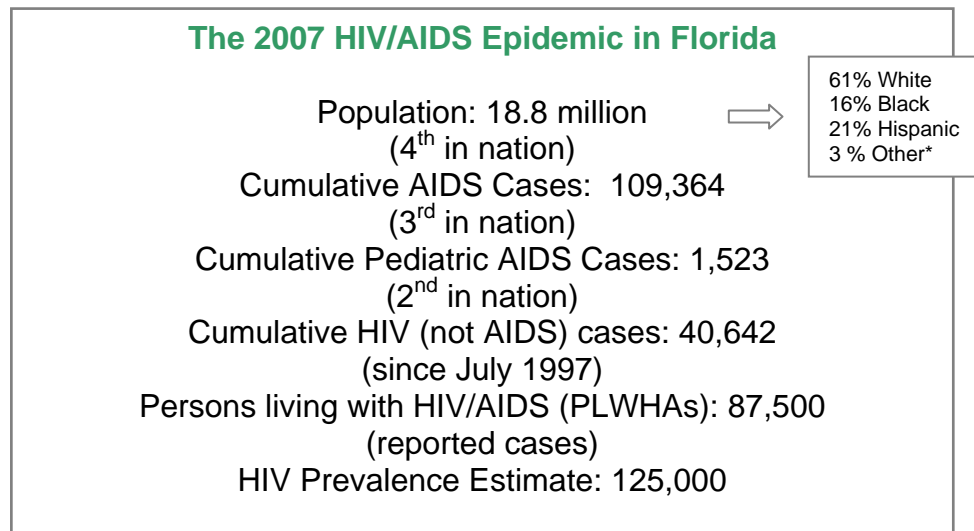 The 2007 HIV/AIDS Epidemic in Florida
Population: 18.8 million
(4th in nation)
61% White
16% Black
21% Hispanic
3 % Other*
Cumulative AIDS Cases: 109,364
(3rd in nation)
Cumulative Pediatric AIDS Cases: 1,523
(2nd in nation)
Cumulative HIV (not AIDS) cases: 40,642
(since July 1997)
Persons living with HIV/AIDS (PLWHAs): 87,500
(reported cases)
HIV Prevalence Estimate: 125,000